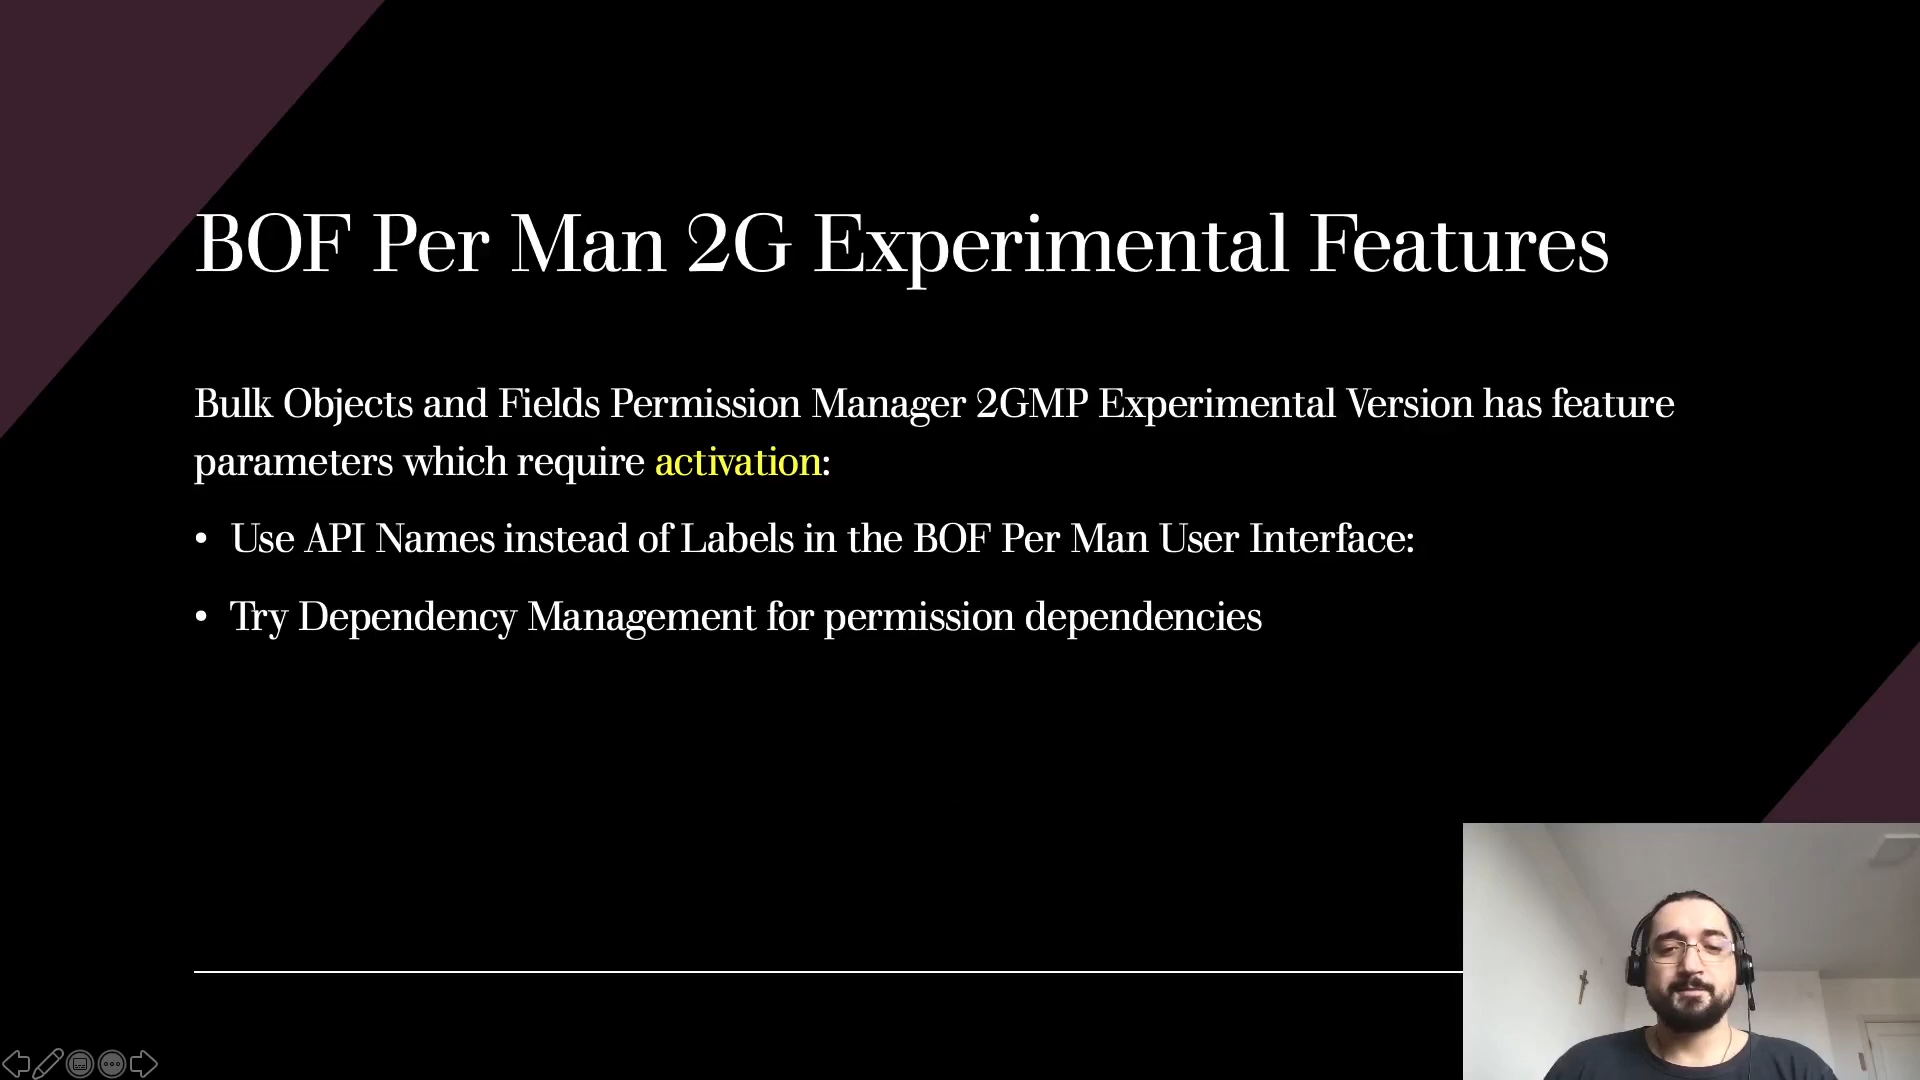 BOF Per Man 2G Experimental Features
Bulk Objects and Fields Permission Manager 2GMP Experimental Version has feature
parameters which require activation:
• Use API Names instead of Labels in the BOF Per Man User Interface:
• Try Dependency Management for permission dependencies